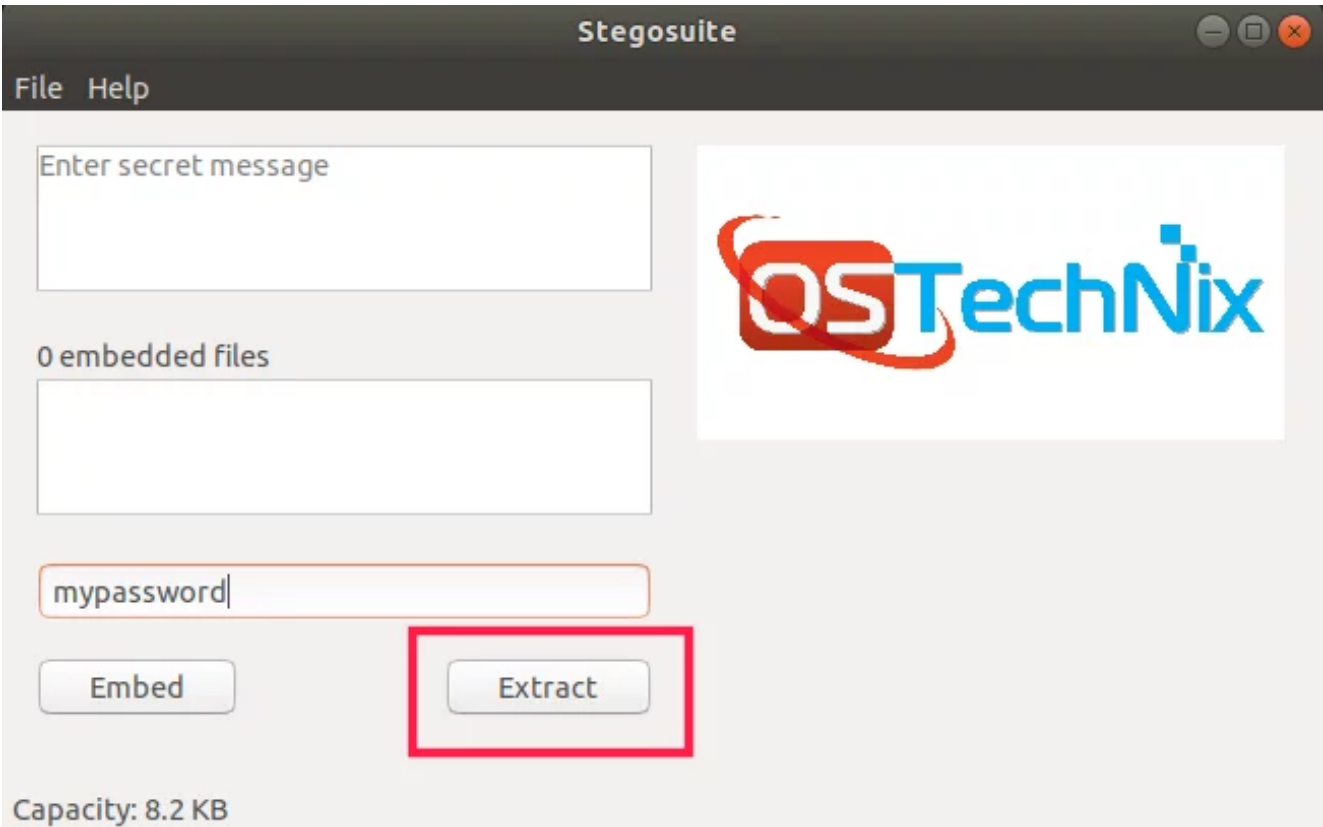 Stegosuite
File Help
Enter secret message
OSTechNix
0 embedded files
mypassword
Embed Extract
Capacity: 8.2 KB